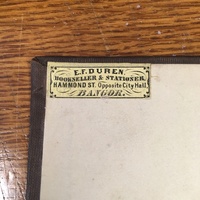 E.F. DUREN,
BOOKSELLER & STATIONER,
HAMMOND ST. Opposite City Hall,
BANGOR.